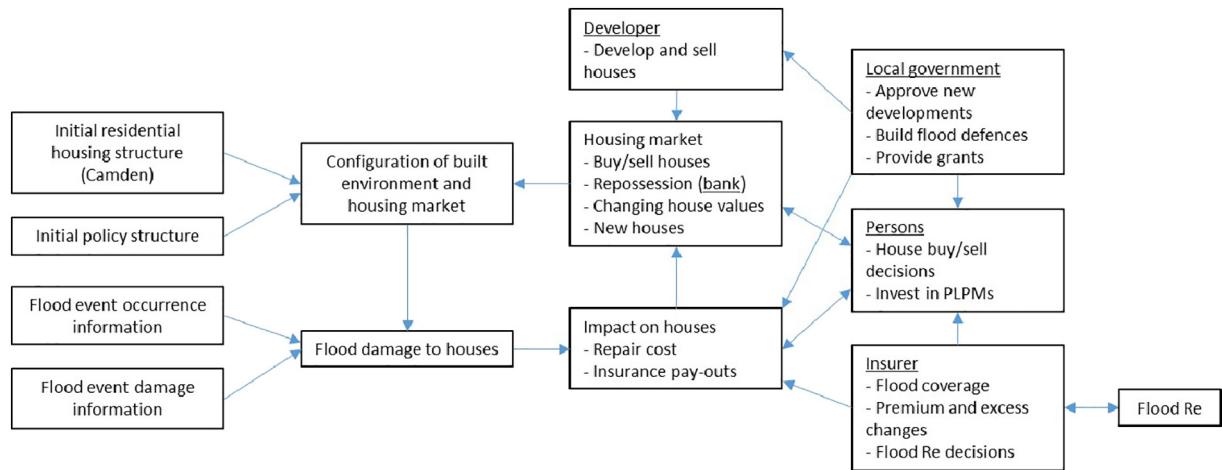 Developer
- Develop and sell
houses
Local government
- Approve new
developments
- Build flood defences
- Provide grants
Initial residential
housing structure
(Camden)
Configuration of built
environment and
housing market
Housing market
- Buy/sell houses
- Repossession (bank)
- Changing house values
- New houses
Initial policy structure
Persons
- House buy/sell
decisions
- Invest in PLPMs
Flood event occurrence
information
Flood damage to houses
Impact on houses
- Repair cost
- Insurance pay-outs
Flood event damage
information
Insurer
- Flood coverage
- Premium and excess
changes
- Flood Re decisions
Flood Re